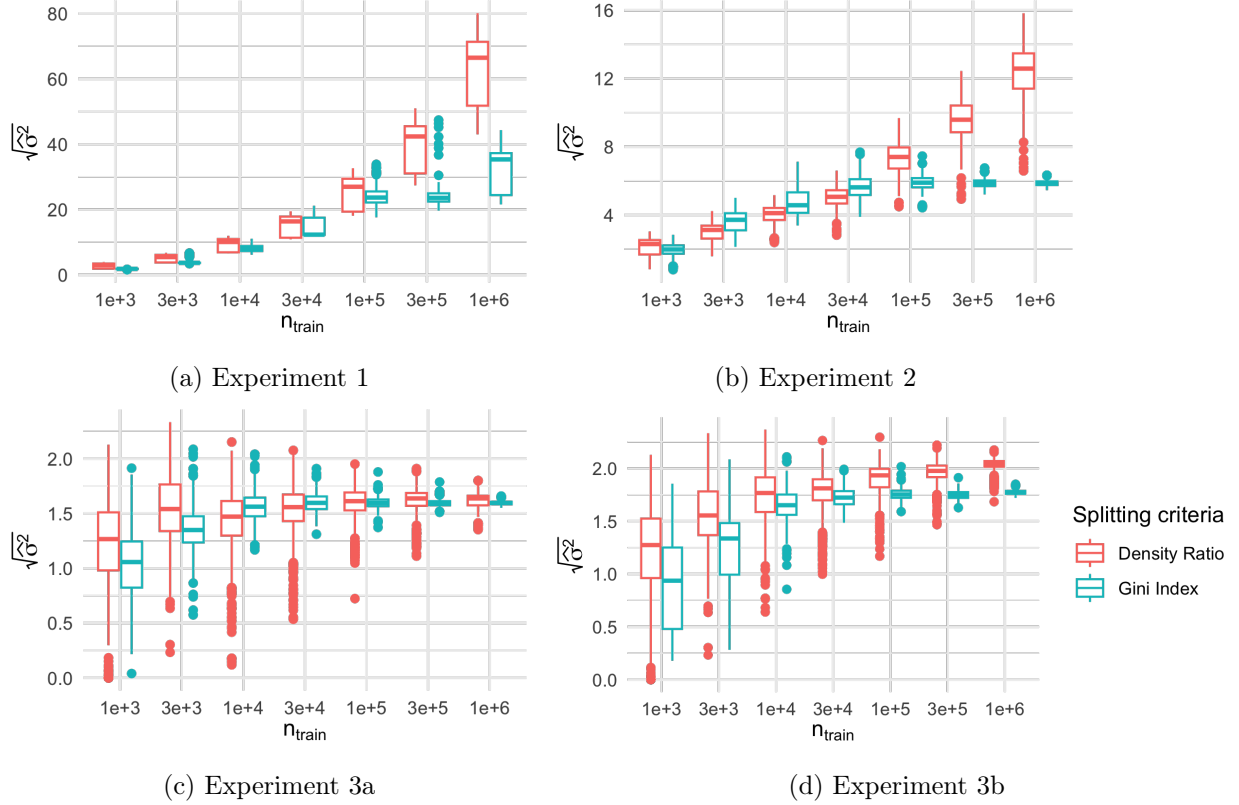 80
60
40
20
0
√σ̂²
1e+3 3e+3 1e+4 3e+4 1e+5 3e+5 1e+6
n_train
(a) Experiment 1
16
12
8
4
√σ̂²
1e+3 3e+3 1e+4 3e+4 1e+5 3e+5 1e+6
n_train
(b) Experiment 2
2.0
1.5
1.0
0.5
0.0
√σ̂²
1e+3 3e+3 1e+4 3e+4 1e+5 3e+5 1e+6
n_train
(c) Experiment 3a
2.0
1.5
1.0
0.5
0.0
√σ̂²
1e+3 3e+3 1e+4 3e+4 1e+5 3e+5 1e+6
n_train
(d) Experiment 3b
Splitting criteria
Density Ratio
Gini Index